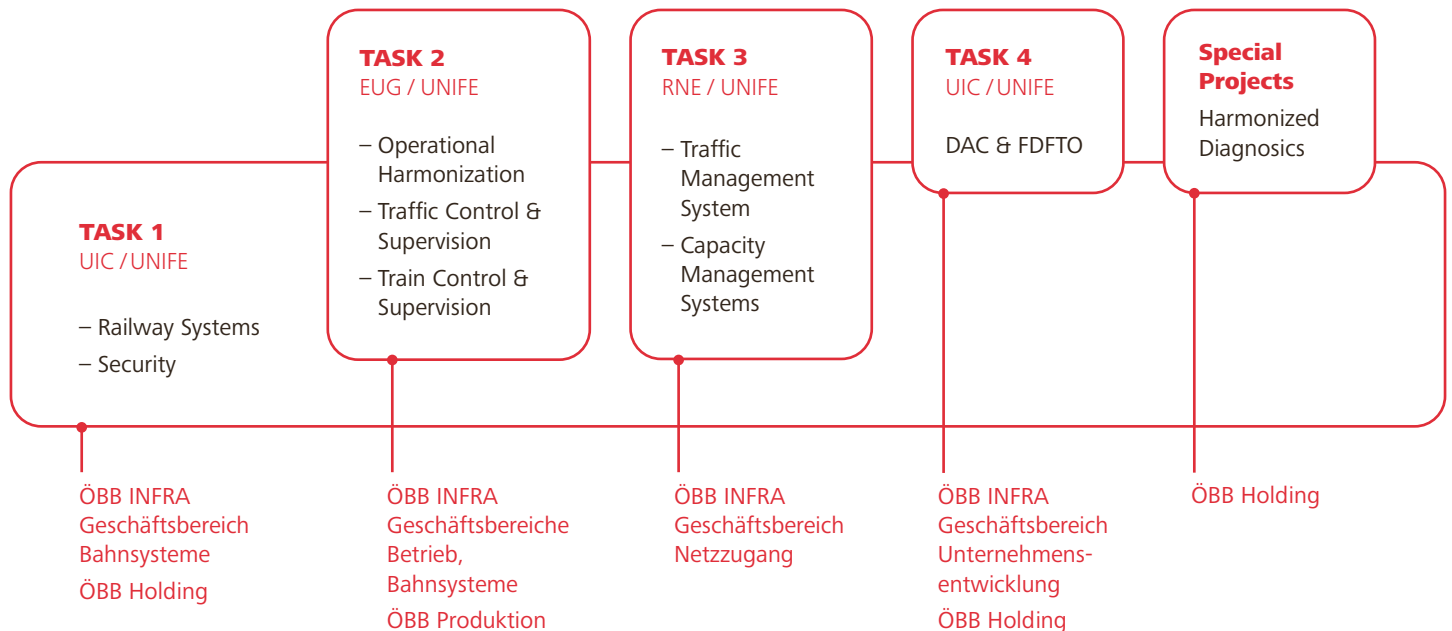 TASK 1
UIC / UNIFE
– Railway Systems
– Security
ÖBB INFRA
Geschäftsbereich
Bahnsysteme
ÖBB Holding
TASK 2
EUG / UNIFE
– Operational
Harmonization
– Traffic Control &
Supervision
– Train Control &
Supervision
ÖBB INFRA
Geschäftsbereiche
Betrieb,
Bahnsysteme
ÖBB Produktion
TASK 3
RNE / UNIFE
– Traffic
Management
System
– Capacity
Management
Systems
ÖBB INFRA
Geschäftsbereich
Netzzugang
TASK 4
UIC / UNIFE
DAC & FDFTO
ÖBB INFRA
Geschäftsbereich
Unternehmens-
entwicklung
ÖBB Holding
Special
Projects
Harmonized
Diagnosics
ÖBB Holding